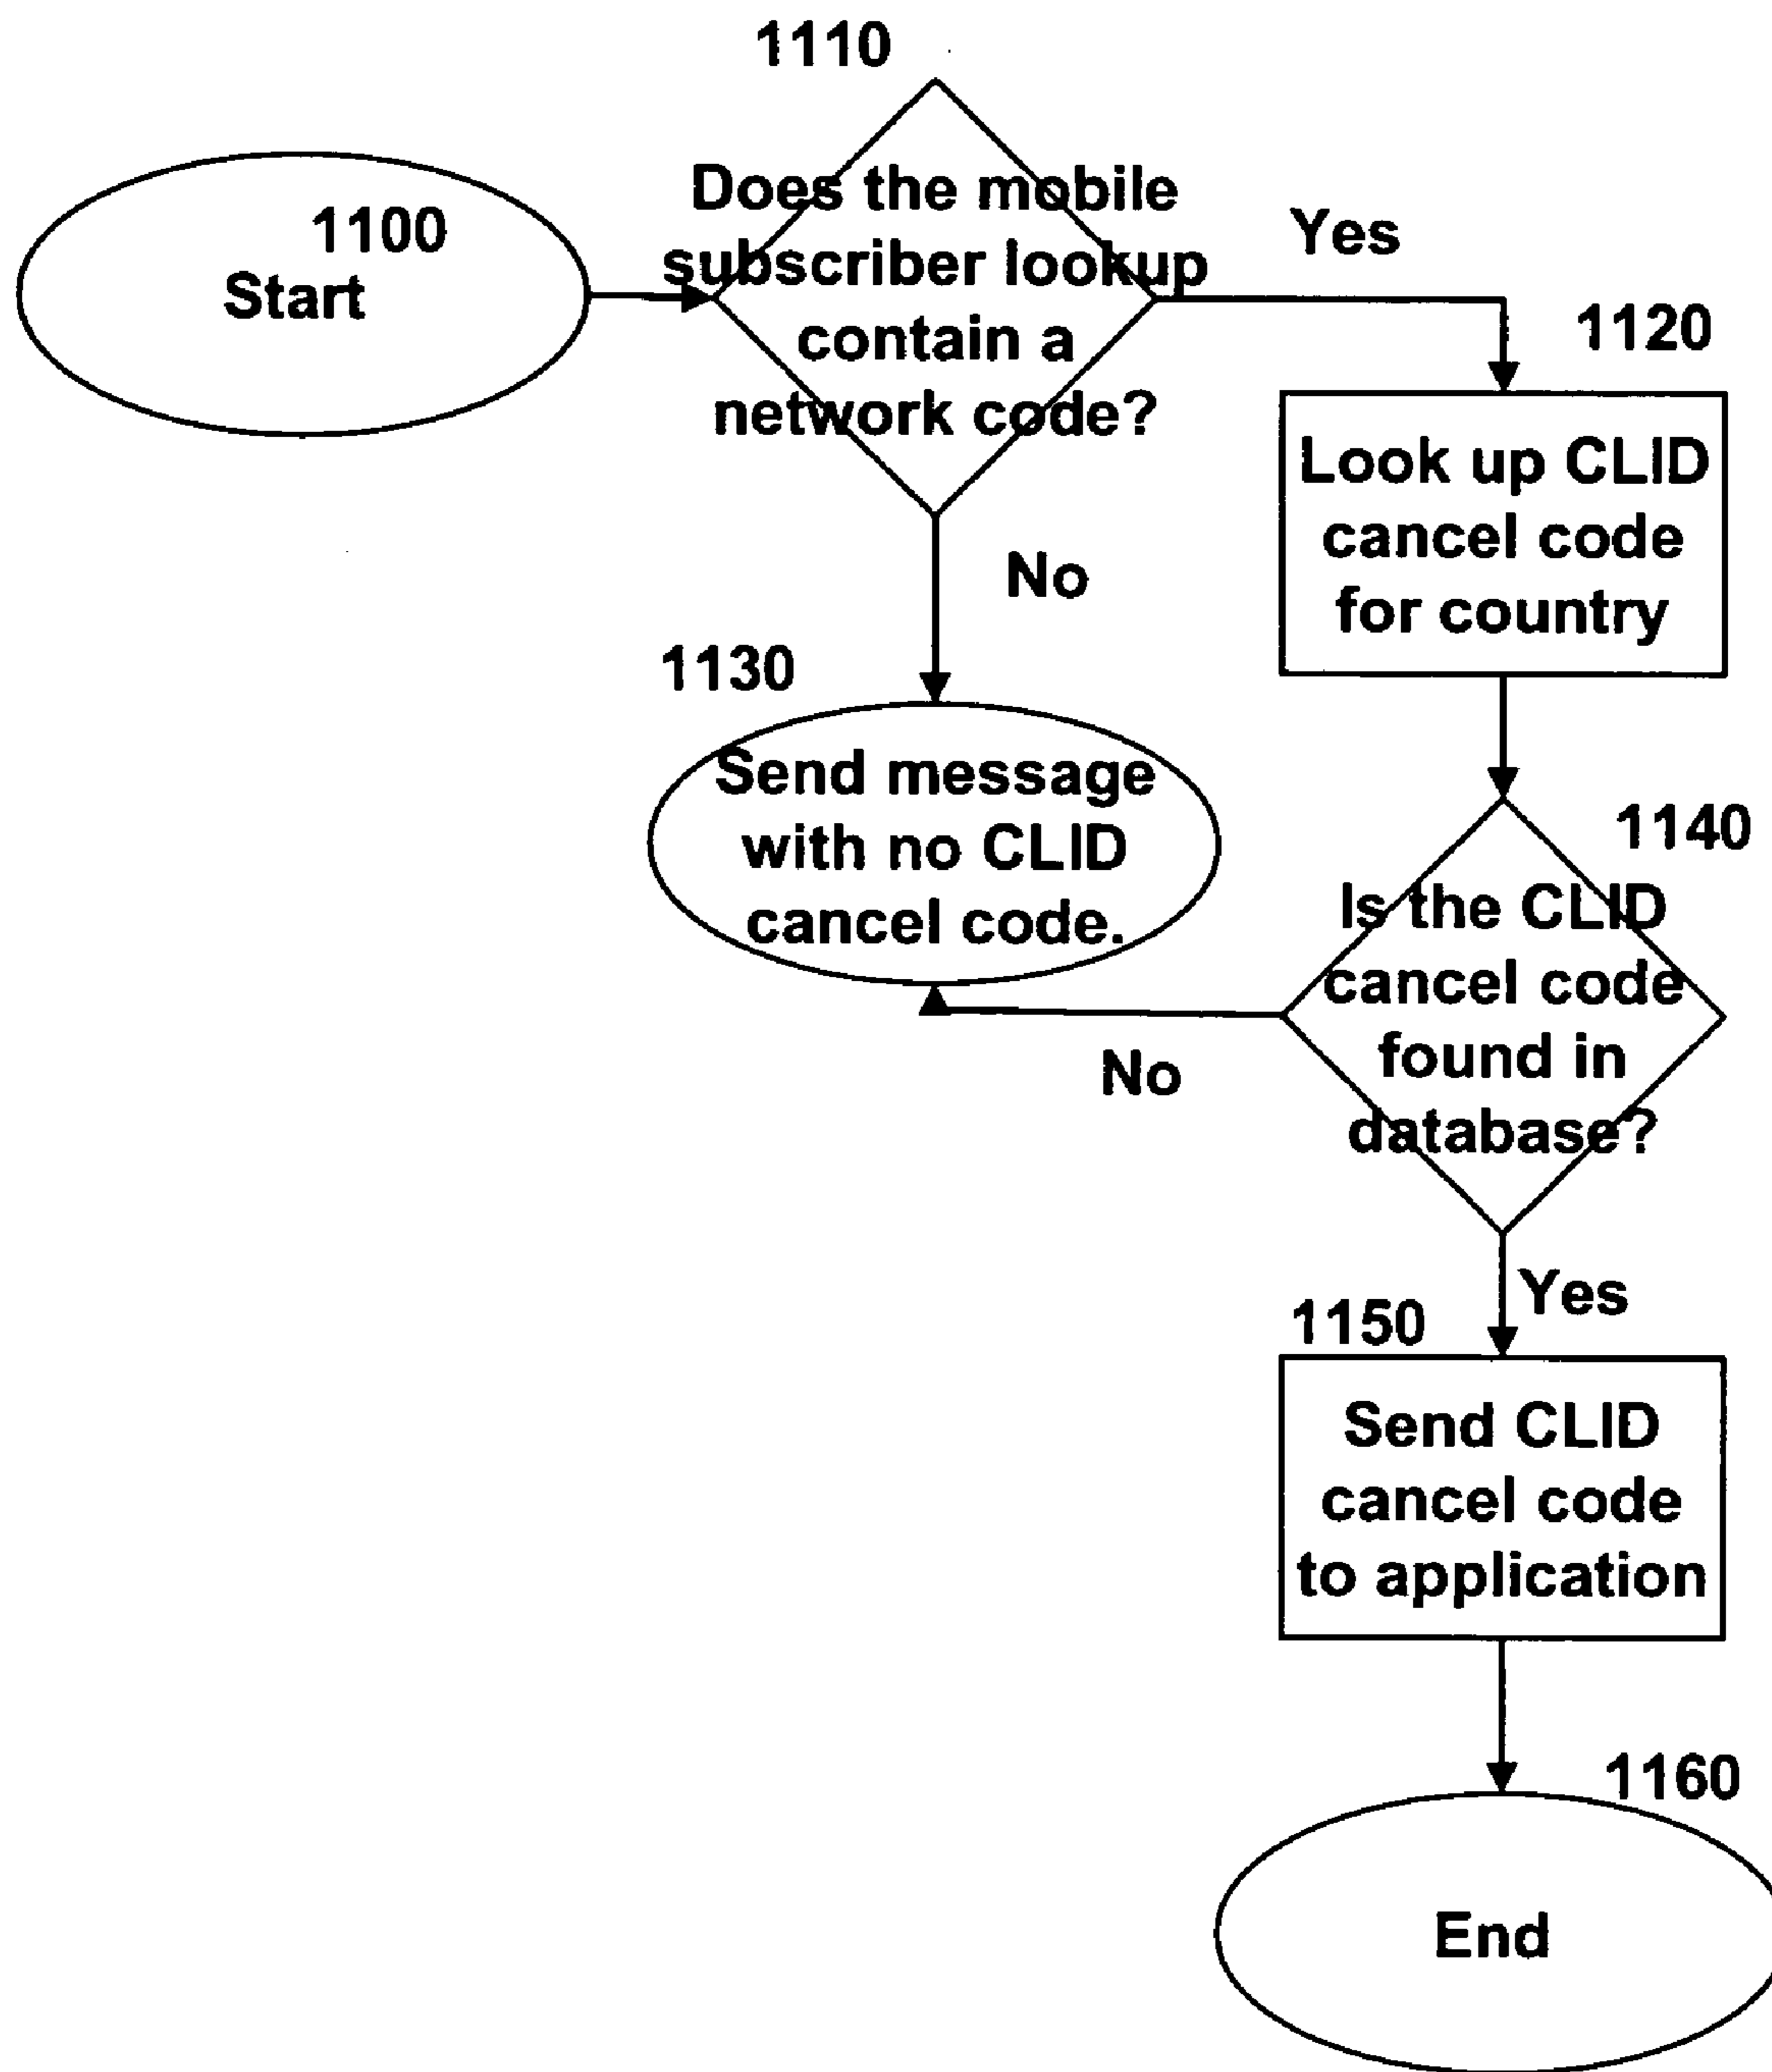 1110
Does the mobile
subscriber lookup
contain a
network code?
1100
Start
Yes
1120
Look up CLID
cancel code
for country
No
1130
Send message
with no CLID
cancel code.
1140
Is the CLID
cancel code
found in
database?
No
Yes
1150
Send CLID
cancel code
to application
1160
End